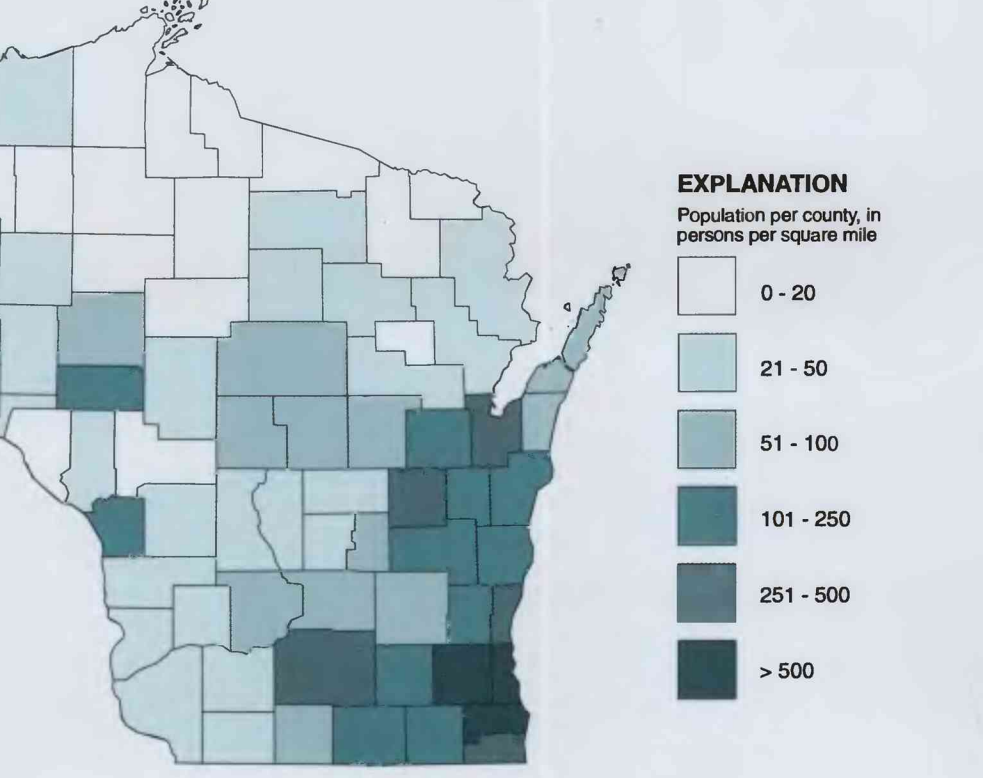 EXPLANATION
Population per county, in
persons per square mile
0 - 20
21 - 50
51 - 100
101 - 250
251 - 500
> 500